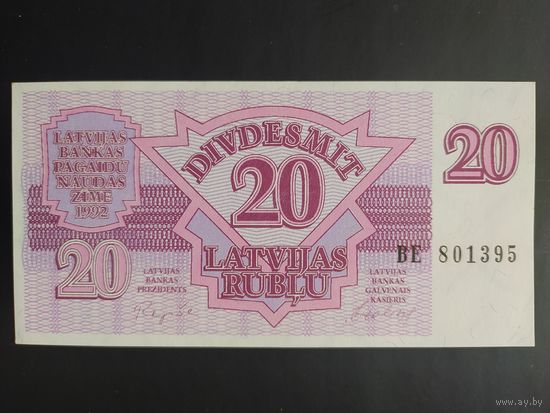 LATVIJAS
BANKAS
PAGAIDU
NAUDAS
ZĪME
1992
DIVDESMIT
20
20
LATVIJAS
RUBĻU
BE 801395
20
LATVIJAS
BANKAS
PREZIDENTS
LATVIJAS
BANKAS
GALVENAIS
KASIERIS
www.ay.by